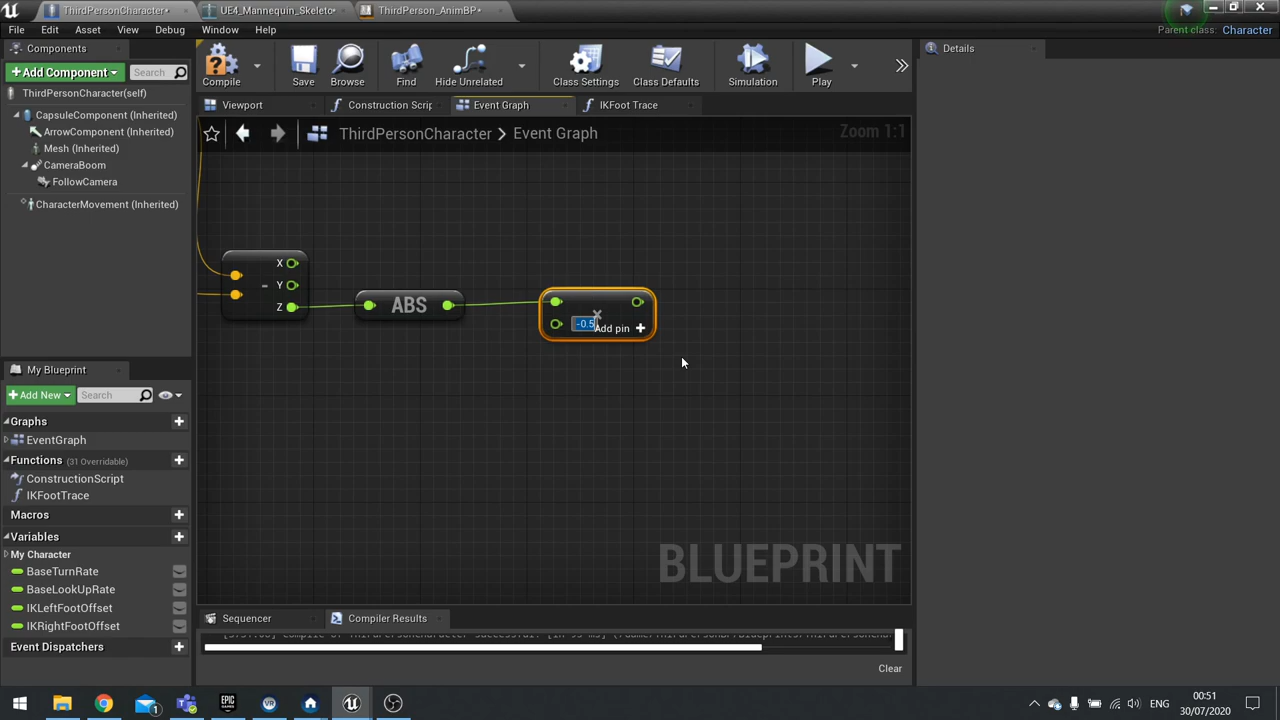 ThirdPersonCharacter*
UE4_Mannequin_Skeleto*
ThirdPerson_AnimBP*
File
Edit
Asset
View
Debug
Window
Help
Parent class: Character
Components
+Add Component
Search
ThirdPersonCharacter(self)
CapsuleComponent (Inherited)
ArrowComponent (Inherited)
Mesh (Inherited)
CameraBoom
FollowCamera
CharacterMovement (Inherited)
Compile
Save
Browse
Find
Hide Unrelated
Class Settings
Class Defaults
Simulation
Play
Details
Viewport
Construction Scrip
Event Graph
IKFoot Trace
ThirdPersonCharacter > Event Graph
Zoom 1:1
X
- Y
Z
ABS
-0.5
×
Add pin +
BLUEPRINT
My Blueprint
+Add New
Search
Graphs
EventGraph
Functions (31 Overridable)
ConstructionScript
IKFootTrace
Macros
Variables
My Character
BaseTurnRate
BaseLookUpRate
IKLeftFootOffset
IKRightFootOffset
Event Dispatchers
Sequencer
Compiler Results
Clear
ENG
00:51
30/07/2020